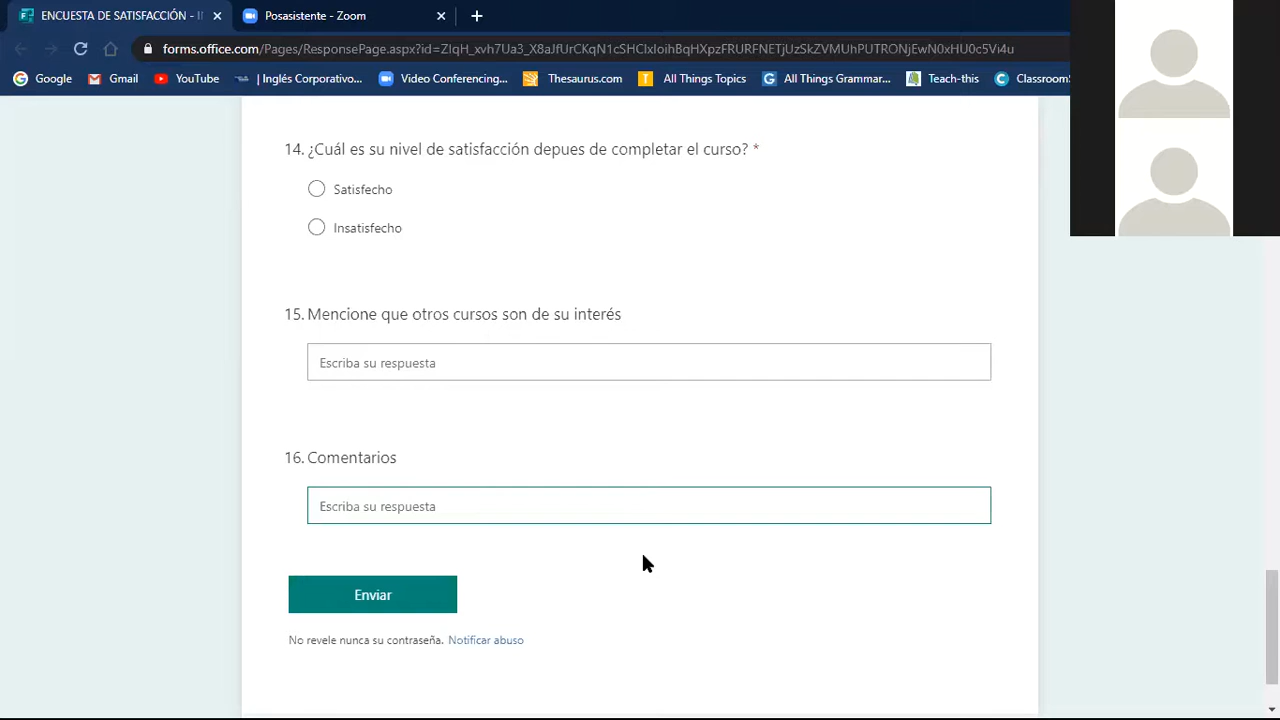 ENCUESTA DE SATISFACCIÓN - I
Posasistente - Zoom
forms.office.com/Pages/ResponsePage.aspx?id=
Google
Gmail
YouTube
| Inglés Corporativo...
Video Conferencing...
Thesaurus.com
All Things Topics
All Things Grammar...
Teach-this
ClassroomS
14. ¿Cuál es su nivel de satisfacción depues de completar el curso? *
Satisfecho
Insatisfecho
15. Mencione que otros cursos son de su interés
Escriba su respuesta
16. Comentarios
Escriba su respuesta
Enviar
No revele nunca su contraseña. Notificar abuso